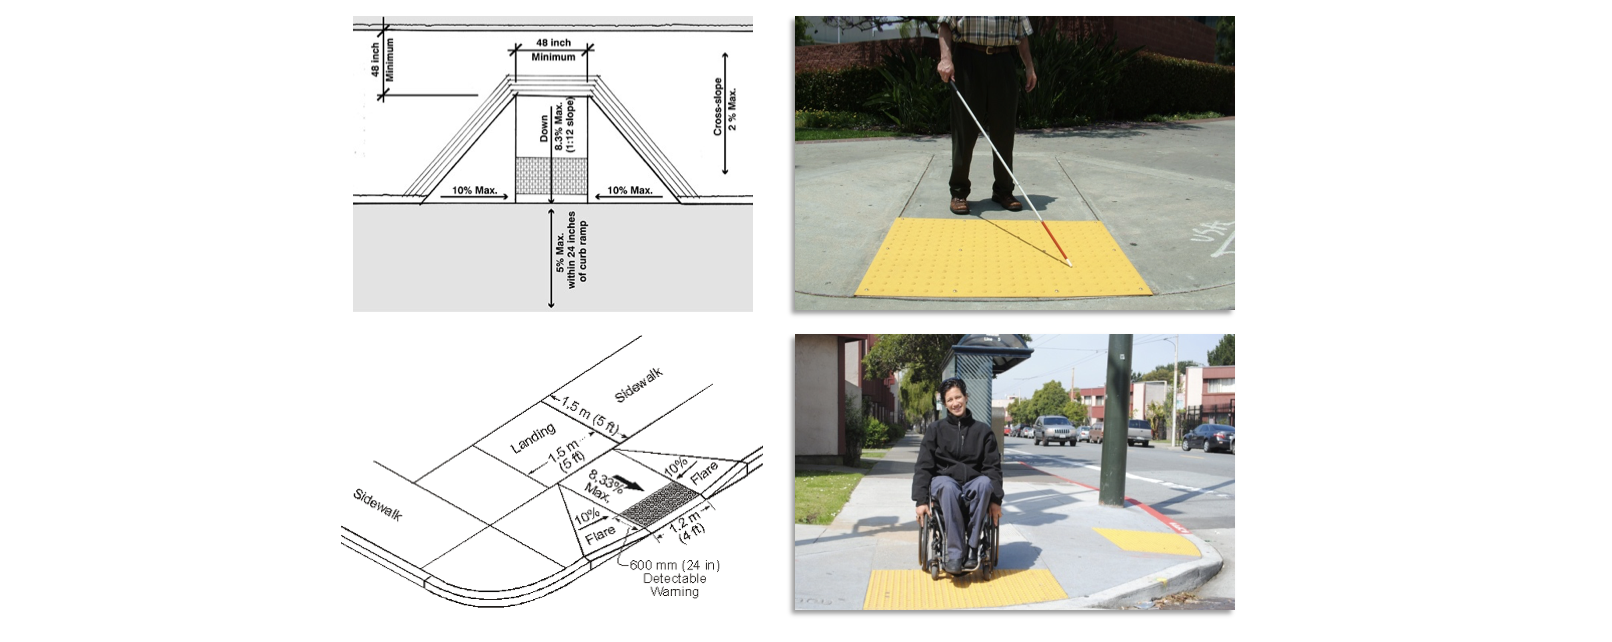 48 inch
Minimum
48 inch
Minimum
Cross-slope
2 % Max.
Down
8.3% Max.
(1:12 slope)
10% Max.
10% Max.
5% Max.
within 24 inches
of curb ramp
USA
Sidewalk
1,5 m (5 ft)
Landing
1.5 m
(5 ft)
8,33%
Max,
10%
Flare
10%
Flare
1.2 m
(4 ft)
600 mm (24 in)
Detectable
Warning
Sidewalk